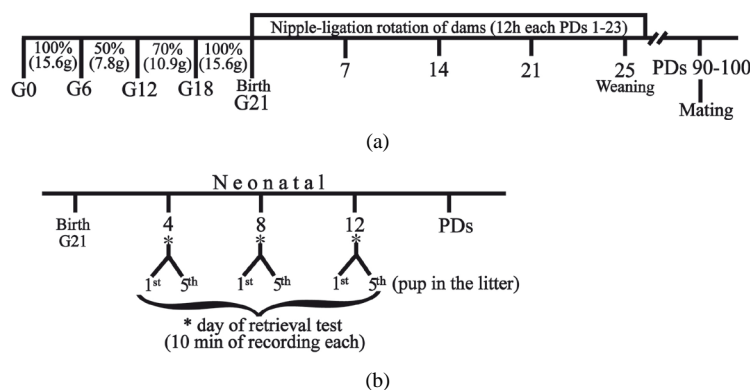 Nipple-ligation rotation of dams (12h each PDs 1-23)
100% 50% 70% 100%
(15.6g) (7.8g) (10.9g) (15.6g)
G0 G6 G12 G18 Birth 7 14 21 25 PDs 90-100
G21 Weaning
Mating
(a)
Neonatal
Birth 4 8 12 PDs
G21 * * *
1st 5th 1st 5th 1st 5th (pup in the litter)
* day of retrieval test
(10 min of recording each)
(b)